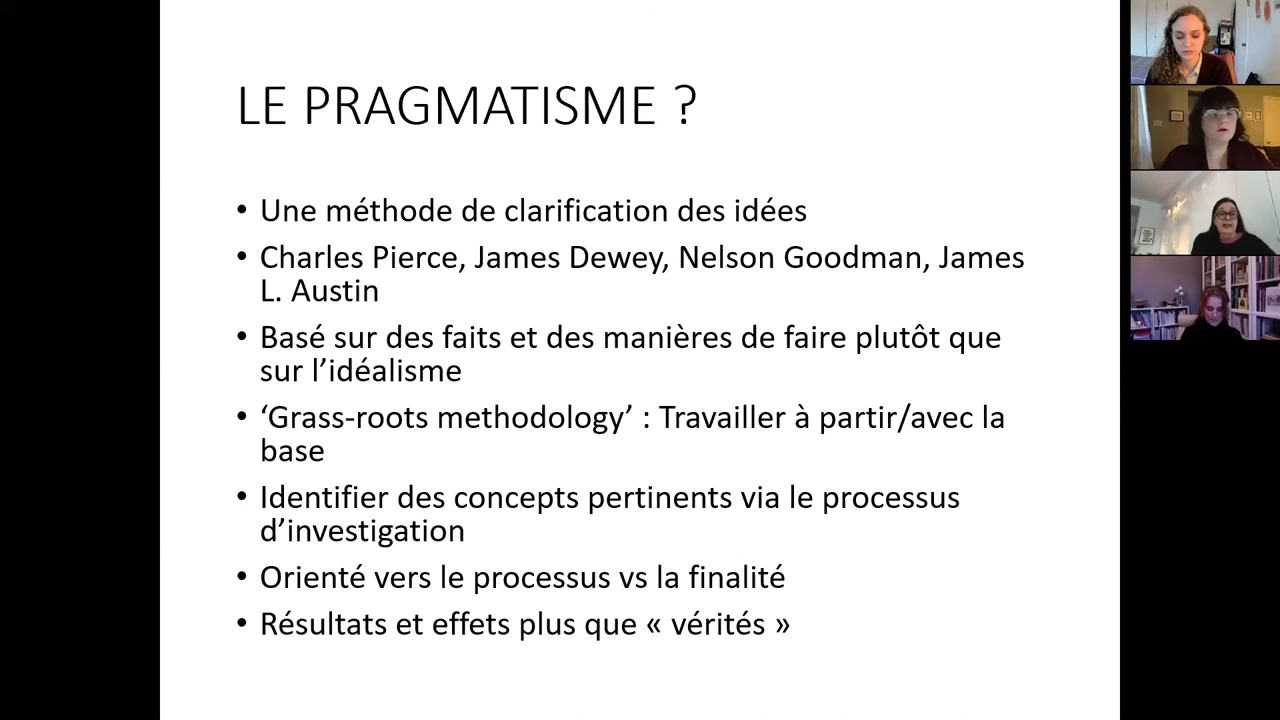 LE PRAGMATISME ?
• Une méthode de clarification des idées
• Charles Pierce, James Dewey, Nelson Goodman, James
L. Austin
• Basé sur des faits et des manières de faire plutôt que
sur l’idéalisme
• ‘Grass-roots methodology’ : Travailler à partir/avec la
base
• Identifier des concepts pertinents via le processus
d’investigation
• Orienté vers le processus vs la finalité
• Résultats et effets plus que « vérités »